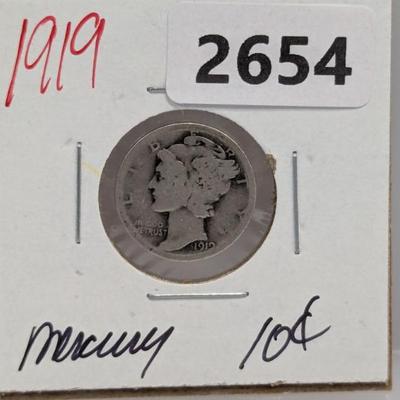 1919
2654
LIBERTY
IN GOD
WE TRUST
1919
Mercury 10¢